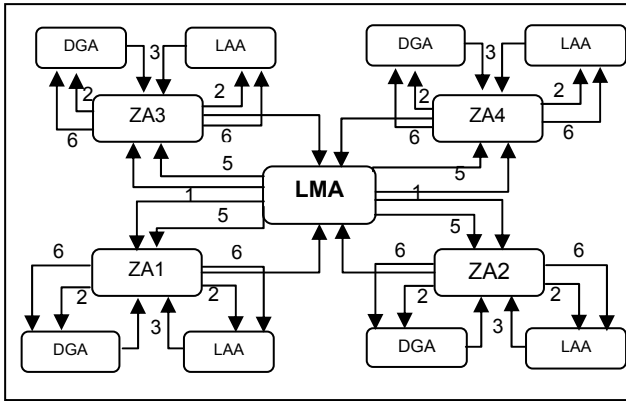 DGA 3 LAA
DGA 3 LAA
2 ZA3 2
2 ZA4 2
6 6
6 6
5 LMA 5
1 1
5 5
6 ZA1 6
6 ZA2 6
2 2
2 2
DGA 3 LAA
DGA 3 LAA